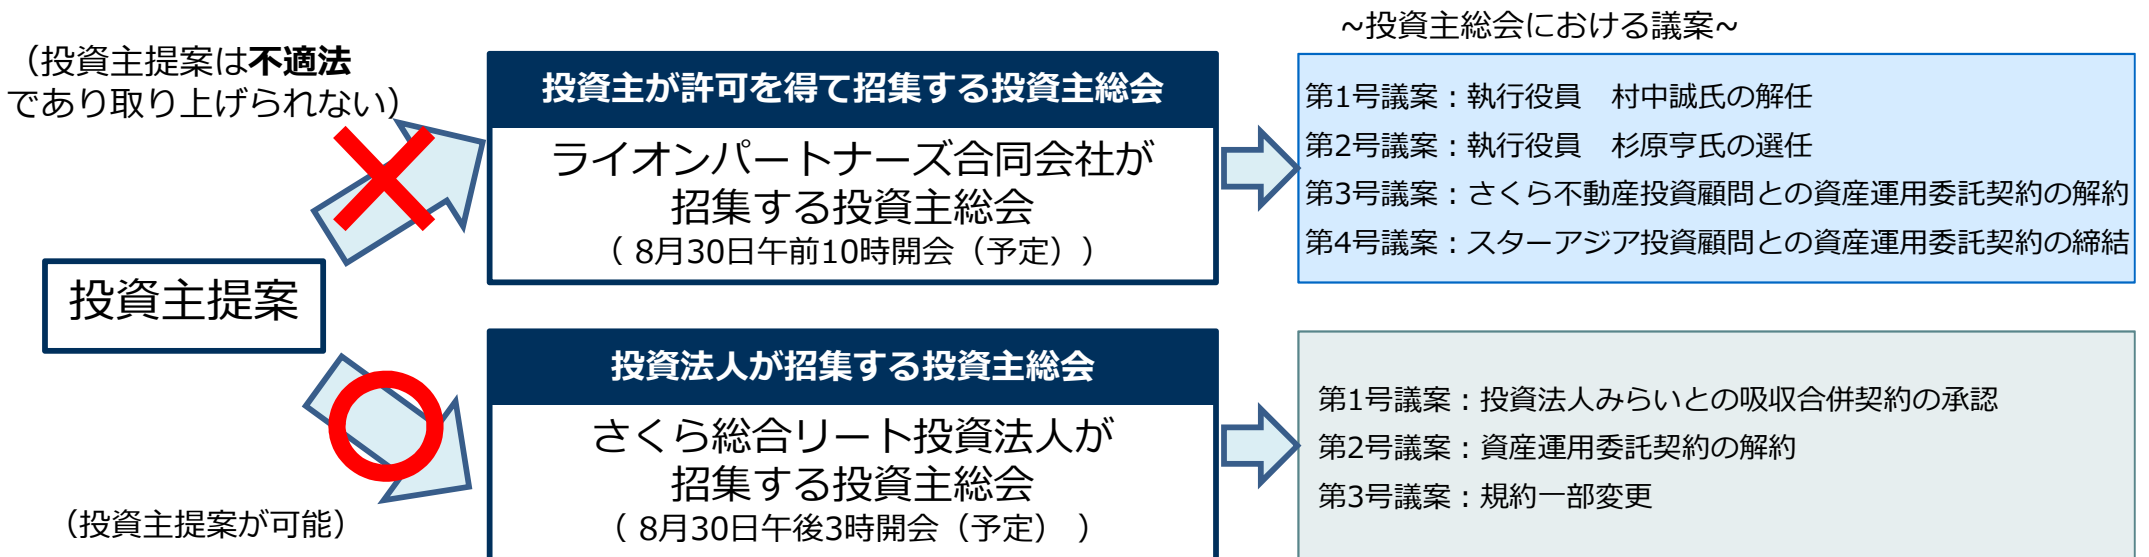 ~投資主総会における議案~
（投資主提案は不適法
であり取り上げられない）
投資主が許可を得て招集する投資主総会
ライオンパートナーズ合同会社が
招集する投資主総会
（ 8月30日午前10時開会（予定））
第1号議案：執行役員　村中誠氏の解任
第2号議案：執行役員　杉原亨氏の選任
第3号議案：さくら不動産投資顧問との資産運用委託契約の解約
第4号議案：スターアジア投資顧問との資産運用委託契約の締結
投資主提案
（投資主提案が可能）
投資法人が招集する投資主総会
さくら総合リート投資法人が
招集する投資主総会
（ 8月30日午後3時開会（予定） ）
第1号議案：投資法人みらいとの吸収合併契約の承認
第2号議案：資産運用委託契約の解約
第3号議案：規約一部変更